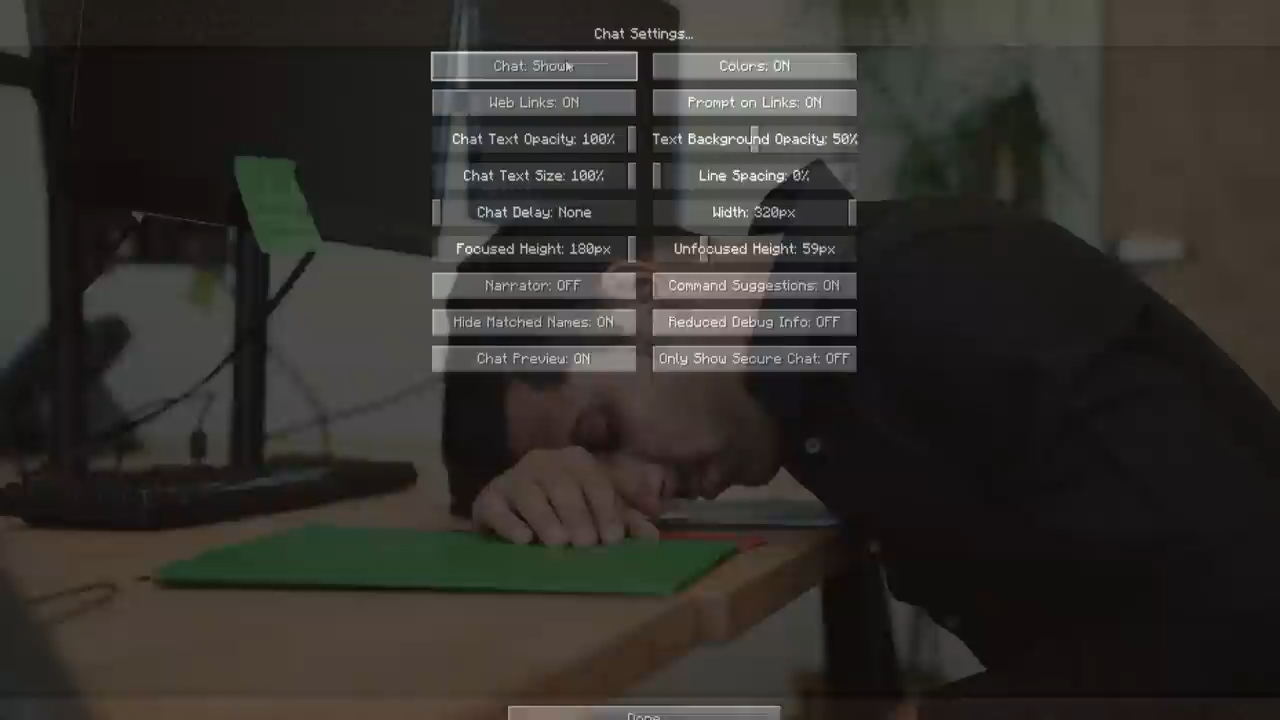 Chat Settings...
Chat: Shown
Colors: ON
Web Links: ON
Prompt on Links: ON
Chat Text Opacity: 100%
Text Background Opacity: 50%
Chat Text Size: 100%
Line Spacing: 0%
Chat Delay: None
Width: 320px
Focused Height: 180px
Unfocused Height: 59px
Narrator: OFF
Command Suggestions: ON
Hide Matched Names: ON
Reduced Debug Info: OFF
Chat Preview: ON
Only Show Secure Chat: OFF
Done